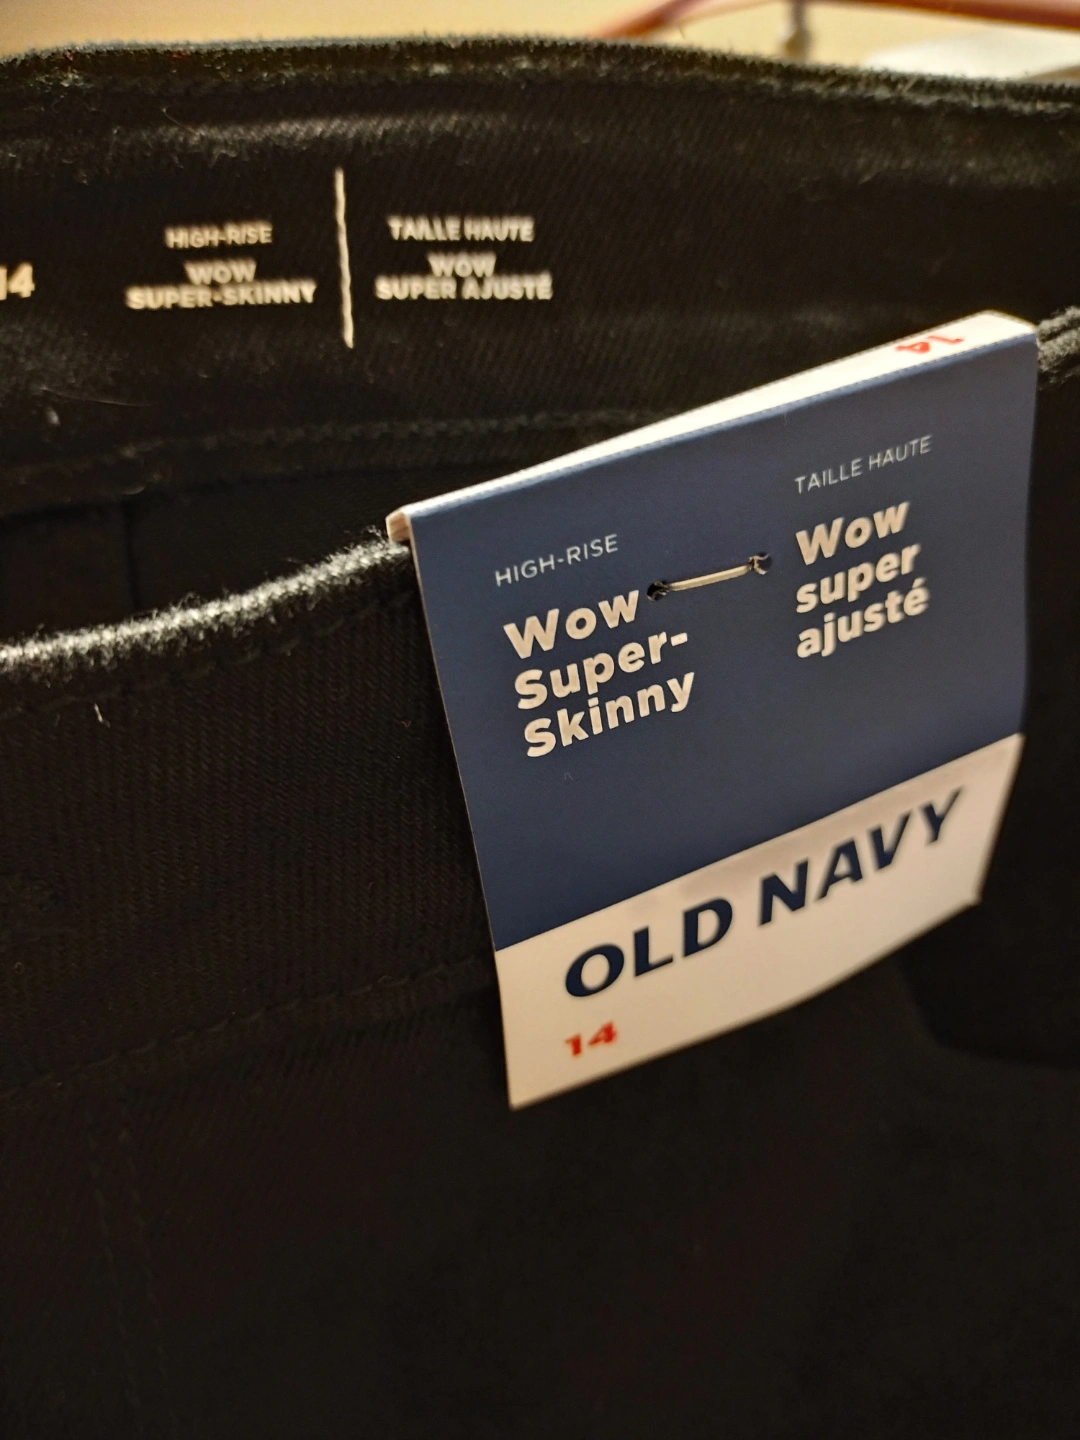 14
HIGH-RISE
WOW
SUPER-SKINNY
TAILLE HAUTE
WOW
SUPER AJUSTÉ
14
HIGH-RISE
Wow
Super-
Skinny
TAILLE HAUTE
Wow
super
ajusté
OLD NAVY
14